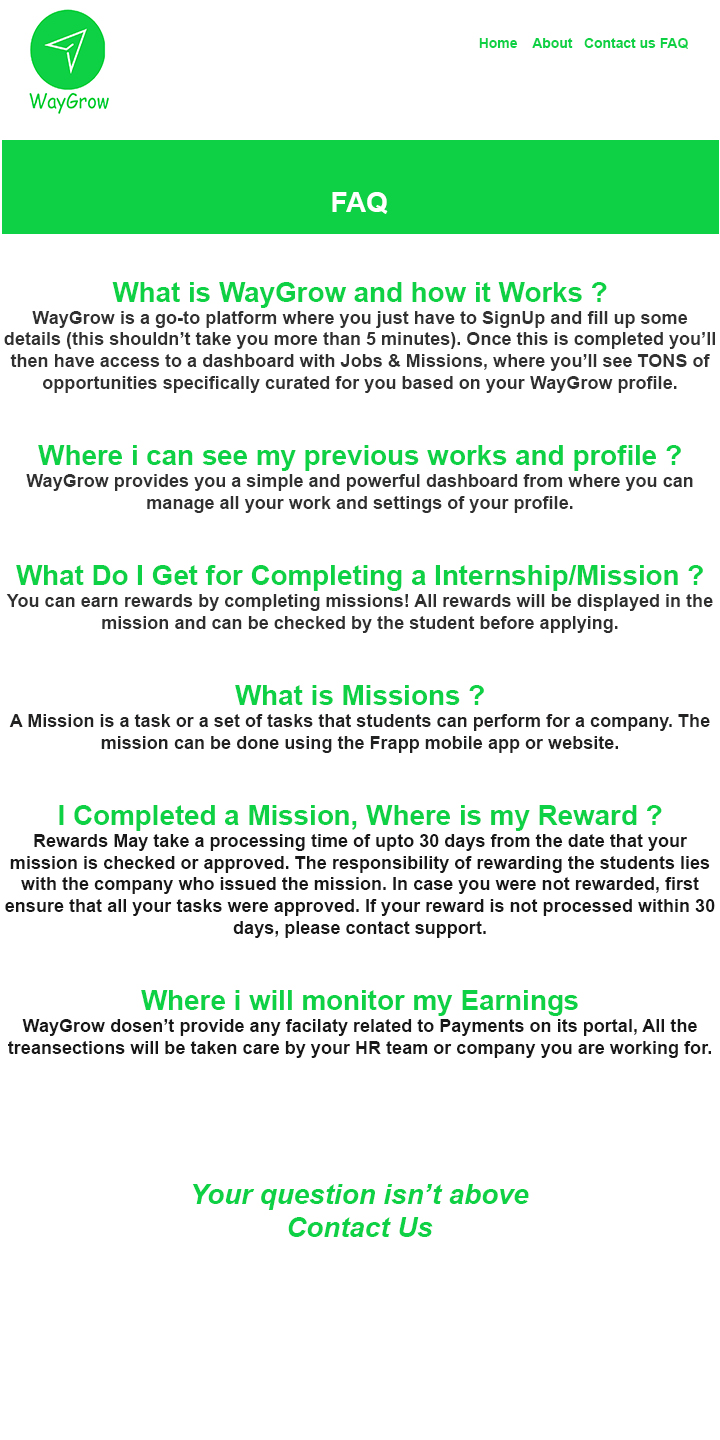 WayGrow
Home About Contact us FAQ
FAQ
What is WayGrow and how it Works ?
WayGrow is a go-to platform where you just have to SignUp and fill up some
details (this shouldn’t take you more than 5 minutes). Once this is completed you’ll
then have access to a dashboard with Jobs & Missions, where you’ll see TONS of
opportunities specifically curated for you based on your WayGrow profile.
Where i can see my previous works and profile ?
WayGrow provides you a simple and powerful dashboard from where you can
manage all your work and settings of your profile.
What Do I Get for Completing a Internship/Mission ?
You can earn rewards by completing missions! All rewards will be displayed in the
mission and can be checked by the student before applying.
What is Missions ?
A Mission is a task or a set of tasks that students can perform for a company. The
mission can be done using the Frapp mobile app or website.
I Completed a Mission, Where is my Reward ?
Rewards May take a processing time of upto 30 days from the date that your
mission is checked or approved. The responsibility of rewarding the students lies
with the company who issued the mission. In case you were not rewarded, first
ensure that all your tasks were approved. If your reward is not processed within 30
days, please contact support.
Where i will monitor my Earnings
WayGrow dosen’t provide any facilaty related to Payments on its portal, All the
treansections will be taken care by your HR team or company you are working for.
Your question isn’t above
Contact Us